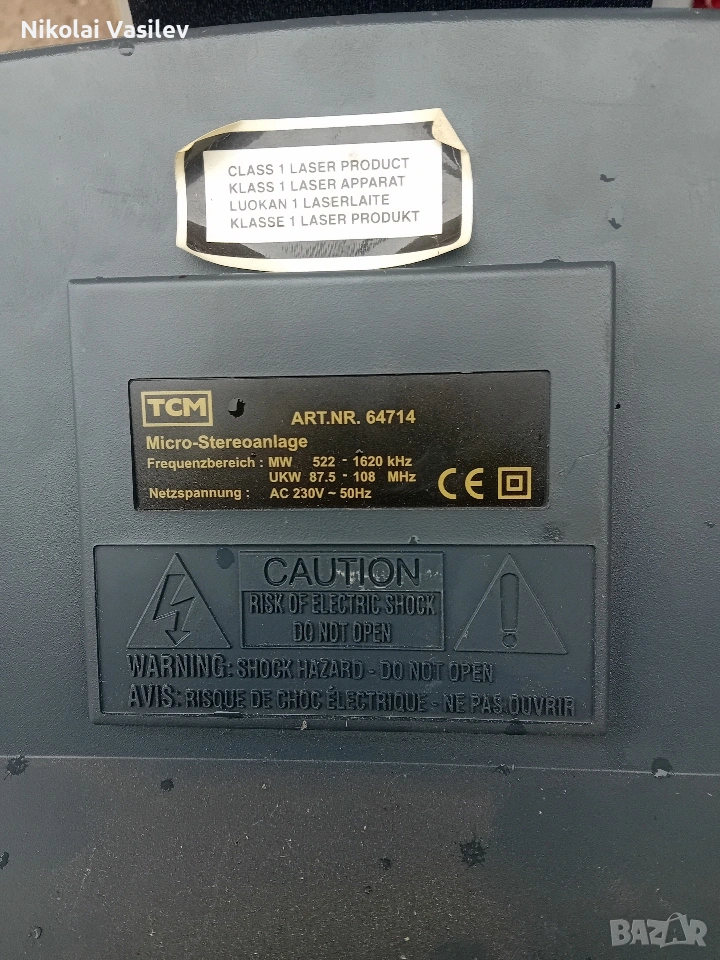 Nikolai Vasilev
CLASS 1 LASER PRODUCT
KLASS 1 LASER APPARAT
LUOKAN 1 LASERLAITE
KLASSE 1 LASER PRODUKT
TCM
ART.NR. 64714
Micro-Stereoanlage
Frequenzbereich : MW 522 - 1620 kHz
UKW 87.5 - 108 MHz
Netzspannung : AC 230V ~ 50Hz
CE
CAUTION
RISK OF ELECTRIC SHOCK
DO NOT OPEN
WARNING: SHOCK HAZARD - DO NOT OPEN
AVIS: RISQUE DE CHOC ÉLECTRIQUE - NE PAS OUVRIR
BAZAR